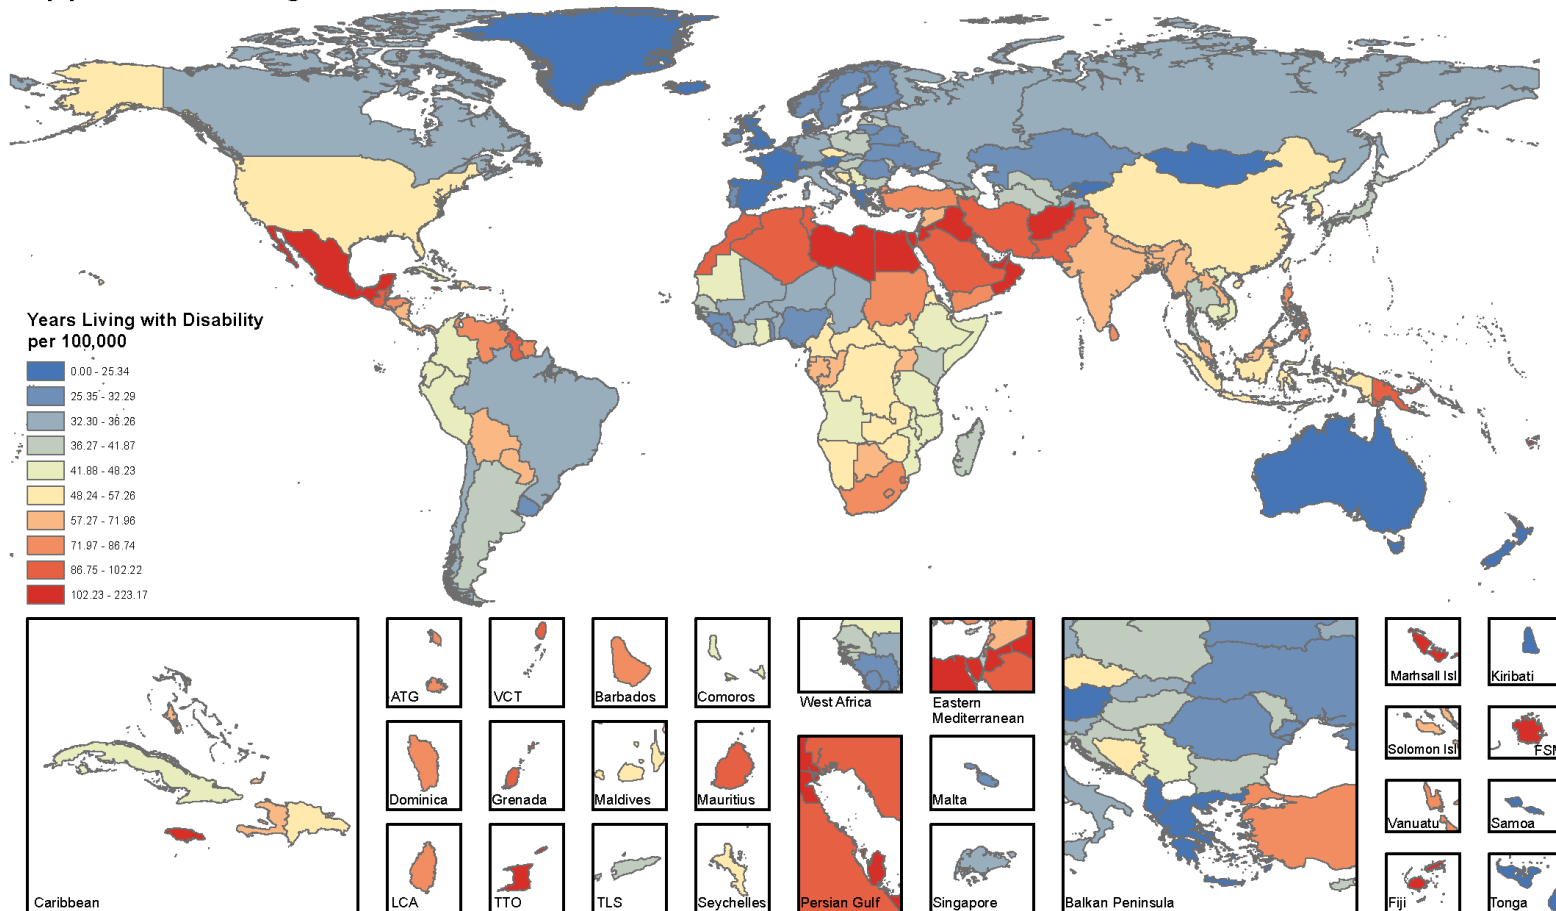 Years Living with Disability
per 100,000
0.00 - 25.34
25.35 - 32.29
32.30 - 36.26
36.27 - 41.87
41.88 - 48.23
48.24 - 57.26
57.27 - 71.96
71.97 - 86.74
86.75 - 102.22
102.23 - 223.17
Caribbean
ATG
VCT
Barbados
Comoros
West Africa
Eastern
Mediterranean
Marhsall Isl
Kiribati
Dominica
Grenada
Maldives
Mauritius
Malta
Solomon Isl
FSM
Vanuatu
Samoa
LCA
TTO
TLS
Seychelles
Persian Gulf
Singapore
Balkan Peninsula
Fiji
Tonga